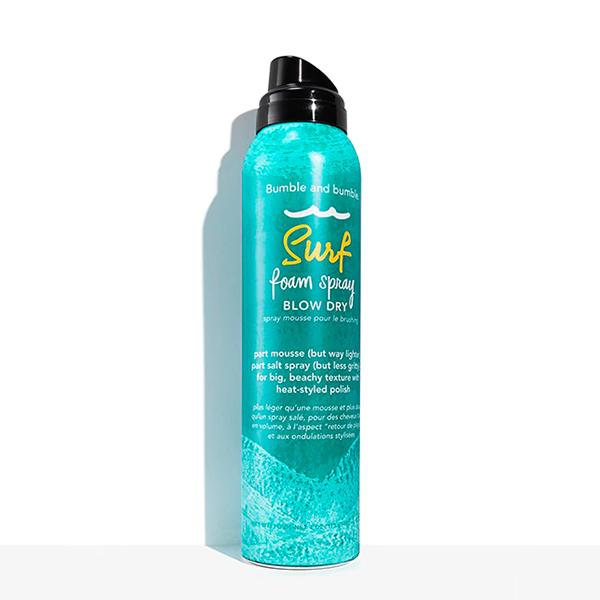 Bumble and bumble.
Surf
foam spray
BLOW DRY
spray mousse pour le brushing
part mousse (but way lighter)
part salt spray (but less gritty)
for big, beachy texture with
heat-styled polish
plus léger qu'une mousse et plus
qu'un spray salé, pour des cheveux
en volume, à l'aspect "retour de
et aux ondulations stylisées